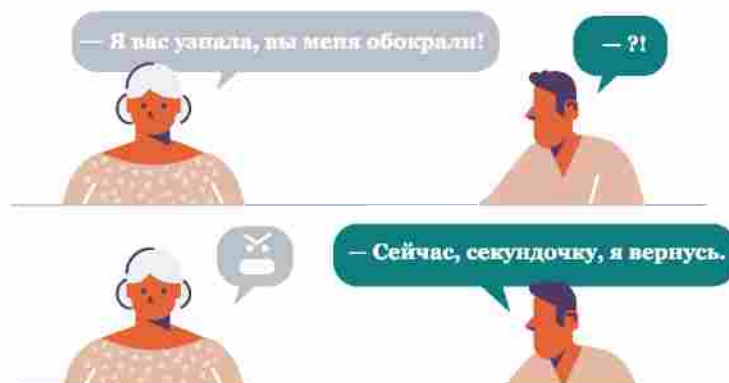 — Я вас узнала, вы меня обокрали!
— ?!
— Сейчас, секундочку, я вернусь.